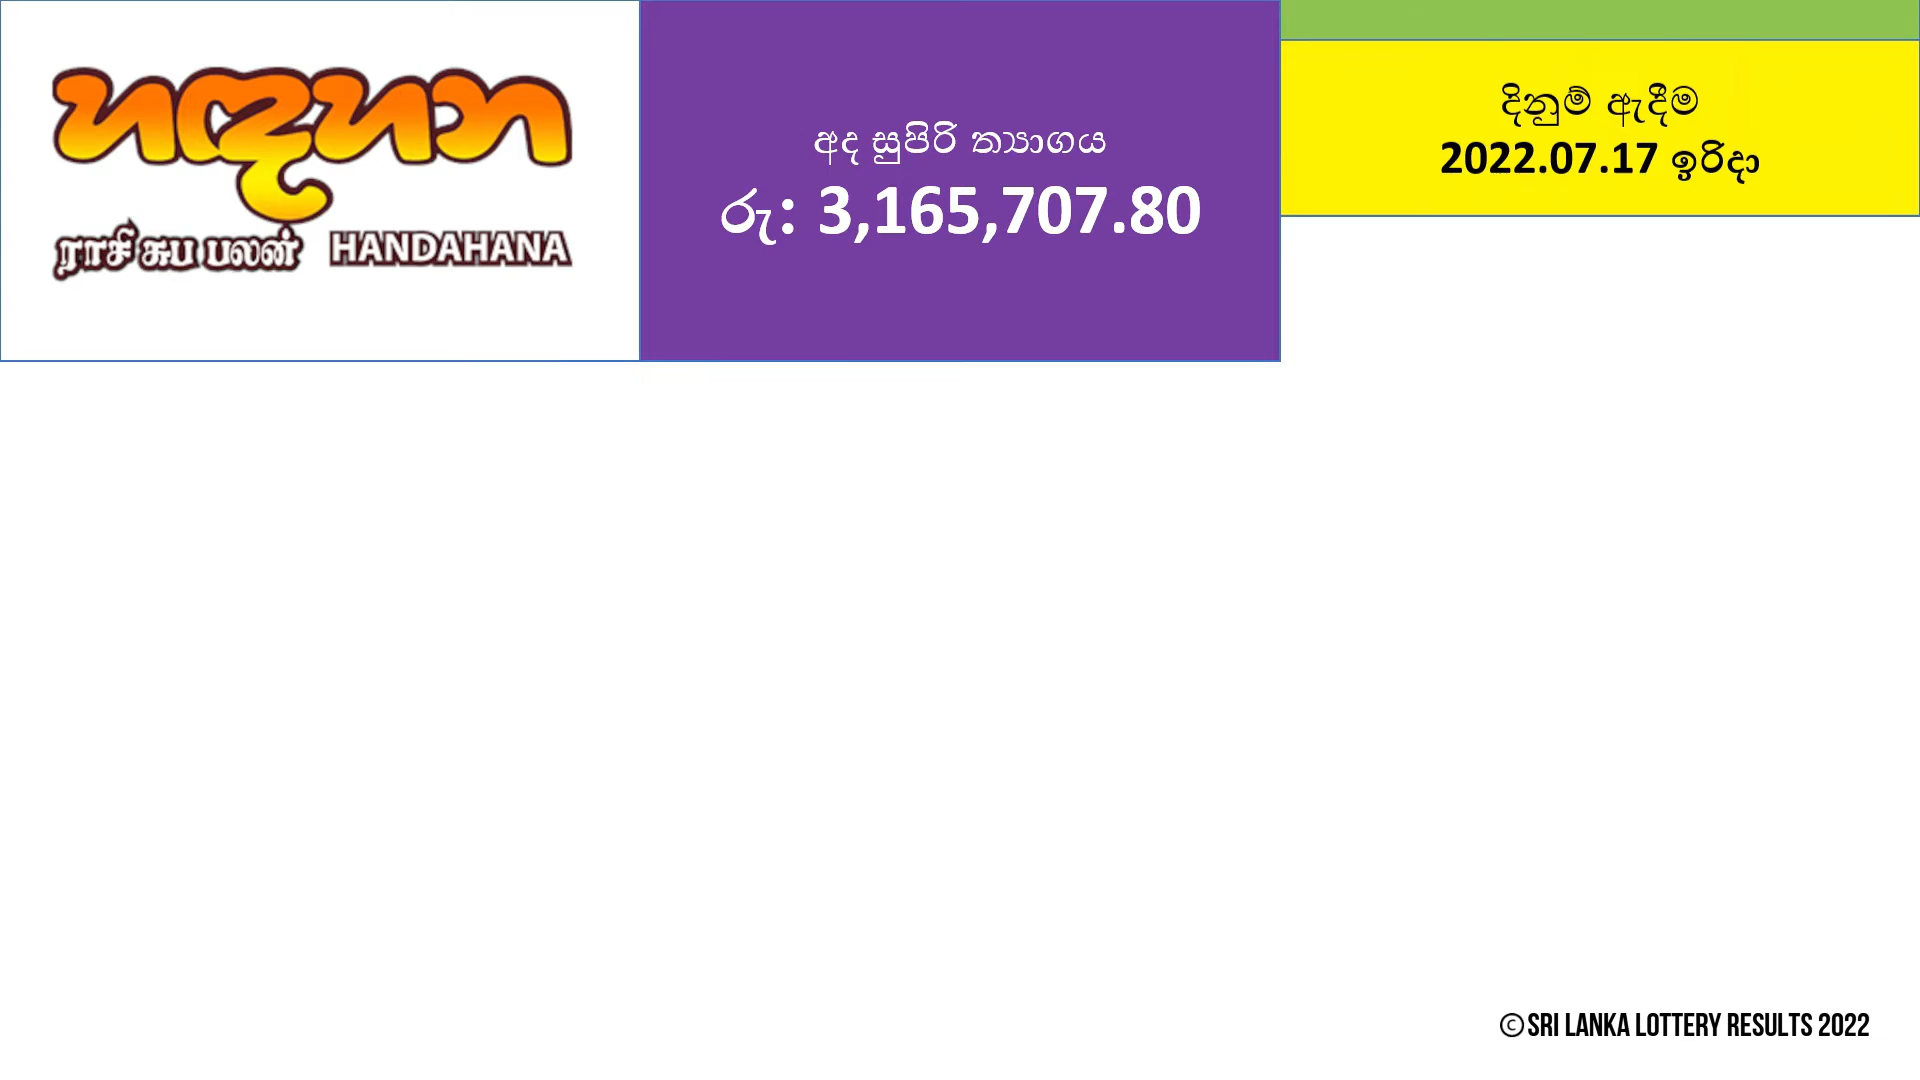 හඳහන
ராசி சுப பலன் HANDAHANA
අද සුපිරි ත්‍යාගය
රු: 3,165,707.80
දිනුම් ඇදීම
2022.07.17 ඉරිදා
©SRI LANKA LOTTERY RESULTS 2022